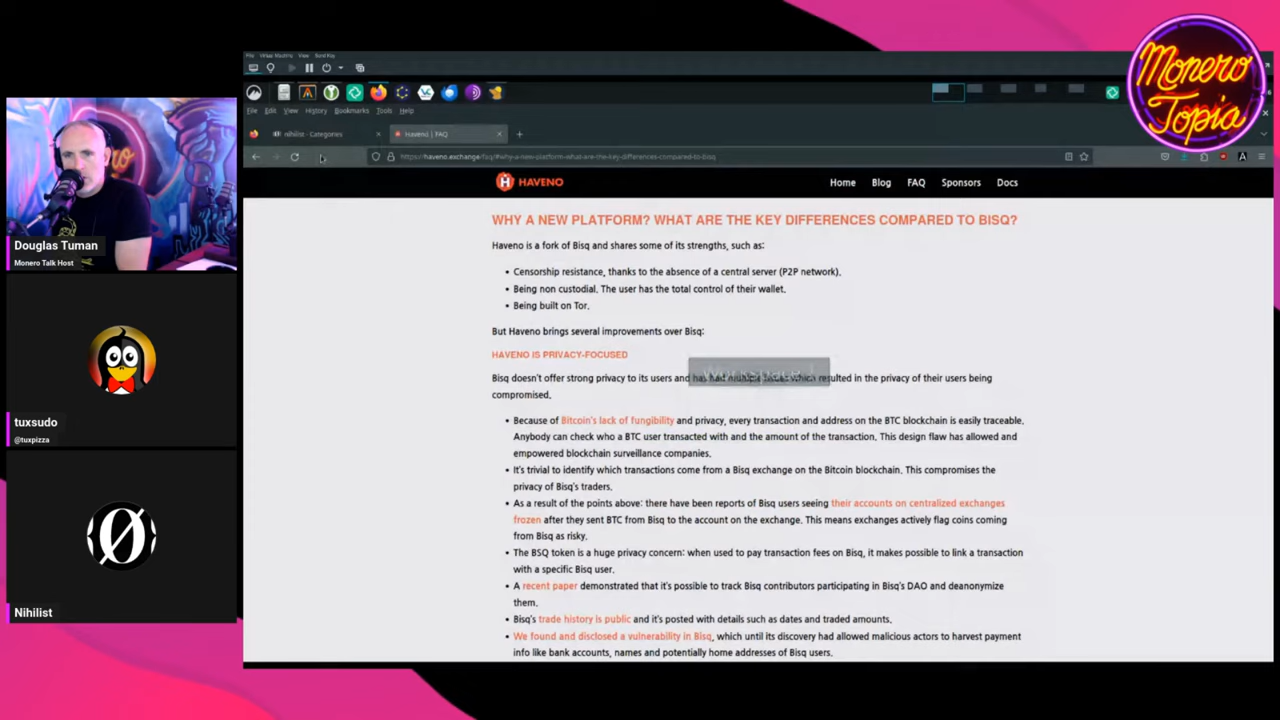 File Virtual Machine View Send Key
File Edit View History Bookmarks Tools Help
nihilist - Categories
Haveno | FAQ
https://haveno.exchange/faq/#why-a-new-platform-what-are-the-key-differences-compared-to-bisq
HAVENO
Home Blog FAQ Sponsors Docs
WHY A NEW PLATFORM? WHAT ARE THE KEY DIFFERENCES COMPARED TO BISQ?
Haveno is a fork of Bisq and shares some of its strengths, such as:
• Censorship resistance, thanks to the absence of a central server (P2P network).
• Being non custodial. The user has the total control of their wallet.
• Being built on Tor.
But Haveno brings several improvements over Bisq:
HAVENO IS PRIVACY-FOCUSED
Workspace 1
Bisq doesn't offer strong privacy to its users and has had multiple issues which resulted in the privacy of their users being
compromised.
• Because of Bitcoin's lack of fungibility and privacy, every transaction and address on the BTC blockchain is easily traceable.
Anybody can check who a BTC user transacted with and the amount of the transaction. This design flaw has allowed and
empowered blockchain surveillance companies.
• It's trivial to identify which transactions come from a Bisq exchange on the Bitcoin blockchain. This compromises the
privacy of Bisq's traders.
• As a result of the points above: there have been reports of Bisq users seeing their accounts on centralized exchanges
frozen after they sent BTC from Bisq to the account on the exchange. This means exchanges actively flag coins coming
from Bisq as risky.
• The BSQ token is a huge privacy concern: when used to pay transaction fees on Bisq, it makes possible to link a transaction
with a specific Bisq user.
• A recent paper demonstrated that it's possible to track Bisq contributors participating in Bisq's DAO and deanonymize
them.
• Bisq's trade history is public and it's posted with details such as dates and traded amounts.
• We found and disclosed a vulnerability in Bisq, which until its discovery had allowed malicious actors to harvest payment
info like bank accounts, names and potentially home addresses of Bisq users.
Monero
Topia
Douglas Tuman
Monero Talk Host
tuxsudo
@tuxpizza
Nihilist